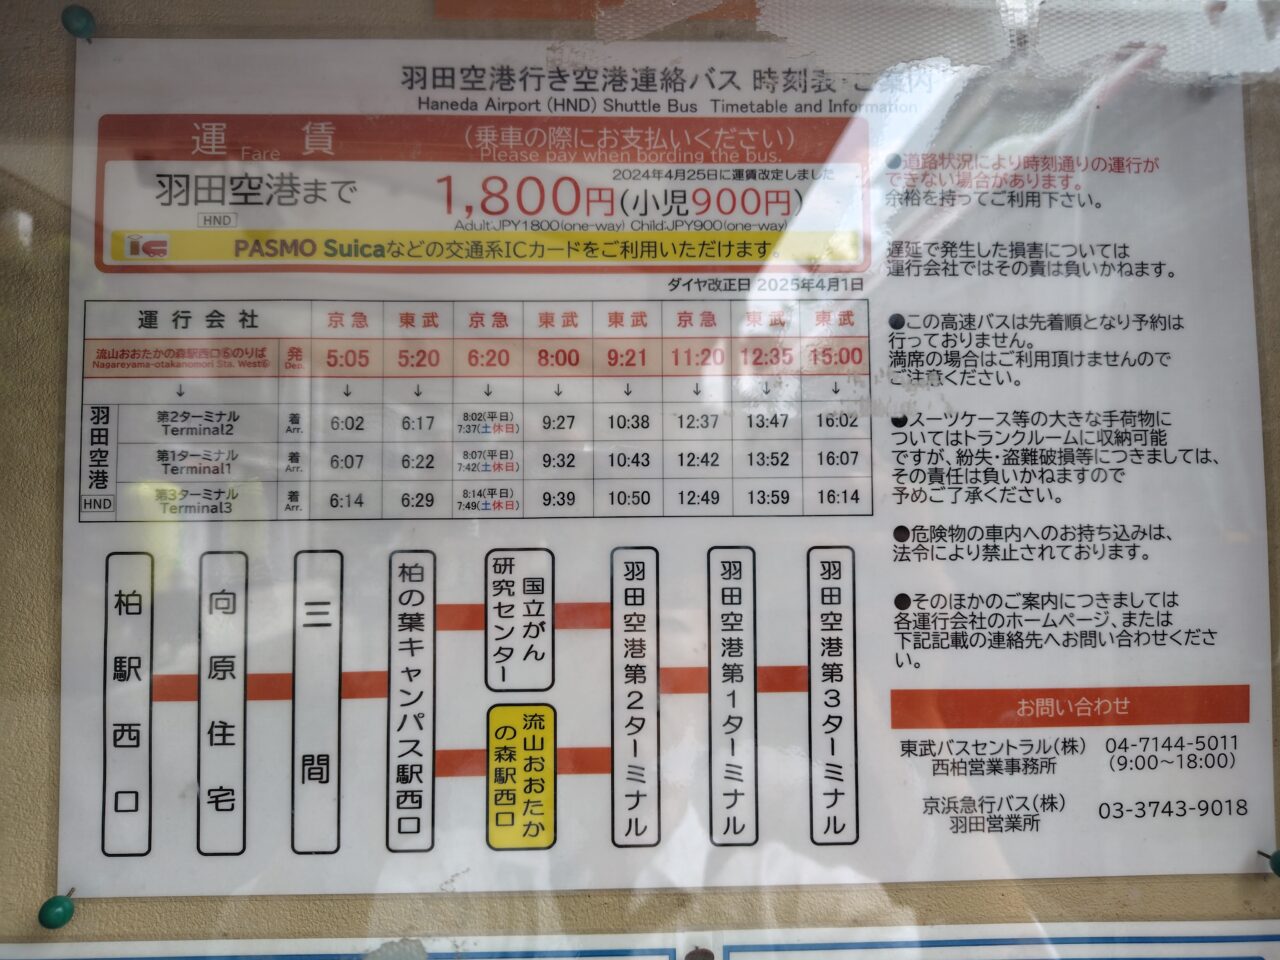 羽田空港行き空港連絡バス 時刻表・ご案内
Haneda Airport (HND) Shuttle Bus Timetable and Information
運賃 (乗車の際にお支払いください)
Fare Please pay when bording the bus.
2024年4月25日に運賃改定しました
羽田空港まで 1,800円(小児900円)
HND Adult:JPY1800(one-way) Child:JPY900(one-way)
iC PASMO Suicaなどの交通系ICカードをご利用いただけます。
ダイヤ改正日 2025年4月1日
運行会社 京急 東武 京急 東武 東武 京急 東武 東武
流山おおたかの森駅西口⑥のりば 発 5:05 5:20 6:20 8:00 9:21 11:20 12:35 15:00
Nagareyama-otakanomori Sta. West⑥ Dep.
↓ ↓ ↓ ↓ ↓ ↓ ↓ ↓ ↓
羽田空港
HND
第2ターミナル 着 6:02 6:17 8:02(平日) 9:27 10:38 12:37 13:47 16:02
Terminal2 Arr. 7:37(土休日)
第1ターミナル 着 6:07 6:22 8:07(平日) 9:32 10:43 12:42 13:52 16:07
Terminal1 Arr. 7:42(土休日)
第3ターミナル 着 6:14 6:29 8:14(平日) 9:39 10:50 12:49 13:59 16:14
Terminal3 Arr. 7:49(土休日)
柏駅西口
向原住宅
三間
柏の葉キャンパス駅西口
国立がん
研究センター
流山おおたか
の森駅西口
羽田空港第2ターミナル
羽田空港第1ターミナル
羽田空港第3ターミナル
●道路状況により時刻通りの運行が
できない場合があります。
余裕を持ってご利用下さい。
遅延で発生した損害については
運行会社ではその責は負いかねます。
●この高速バスは先着順となり予約は
行っておりません。
満席の場合はご利用頂けませんので
ご注意ください。
●スーツケース等の大きな手荷物に
ついてはトランクルームに収納可能
ですが、紛失・盗難破損等につきましては、
その責任は負いかねますので
予めご了承ください。
●危険物の車内へのお持ち込みは、
法令により禁止されております。
●そのほかのご案内につきましては
各運行会社のホームページ、または
下記記載の連絡先へお問い合わせくださ
い。
お問い合わせ
東武バスセントラル(株) 04-7144-5011
西柏営業事務所 (9:00～18:00)
京浜急行バス(株) 03-3743-9018
羽田営業所